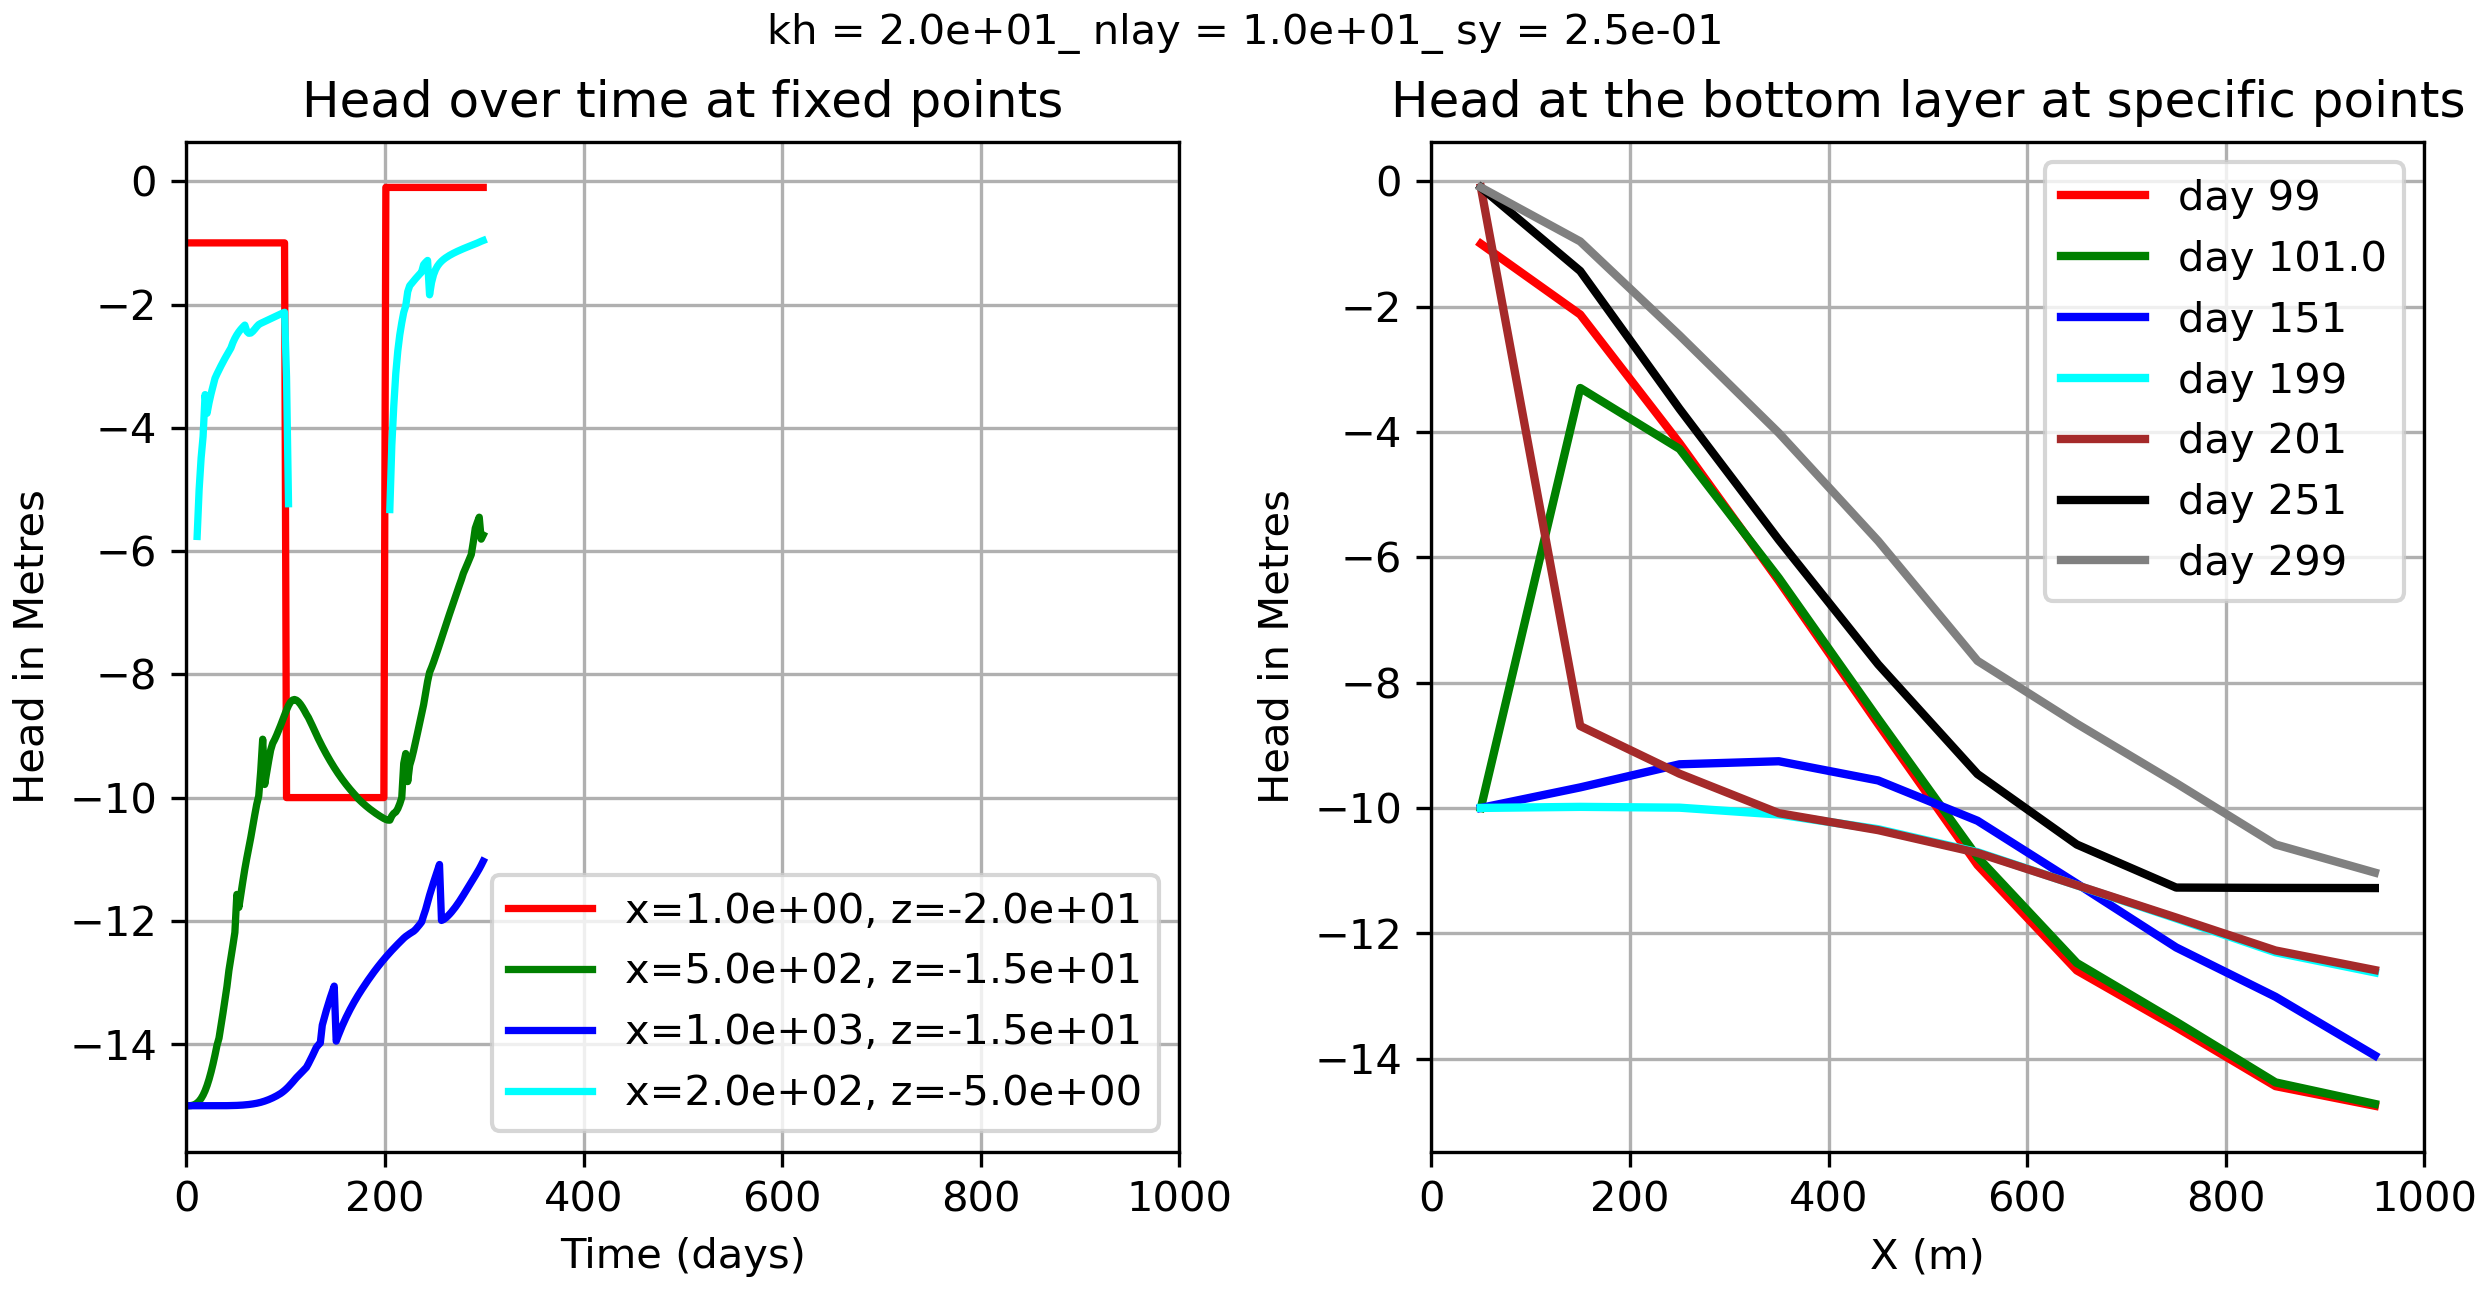 kh = 2.0e+01_ nlay = 1.0e+01_ sy = 2.5e-01
Head over time at fixed points
0
−2
−4
−6
−8
−10
−12
−14
Head in Metres
x=1.0e+00, z=-2.0e+01
x=5.0e+02, z=-1.5e+01
x=1.0e+03, z=-1.5e+01
x=2.0e+02, z=-5.0e+00
0 200 400 600 800 1000
Time (days)
Head at the bottom layer at specific points
0
−2
−4
−6
−8
−10
−12
−14
Head in Metres
day 99
day 101.0
day 151
day 199
day 201
day 251
day 299
0 200 400 600 800 1000
X (m)